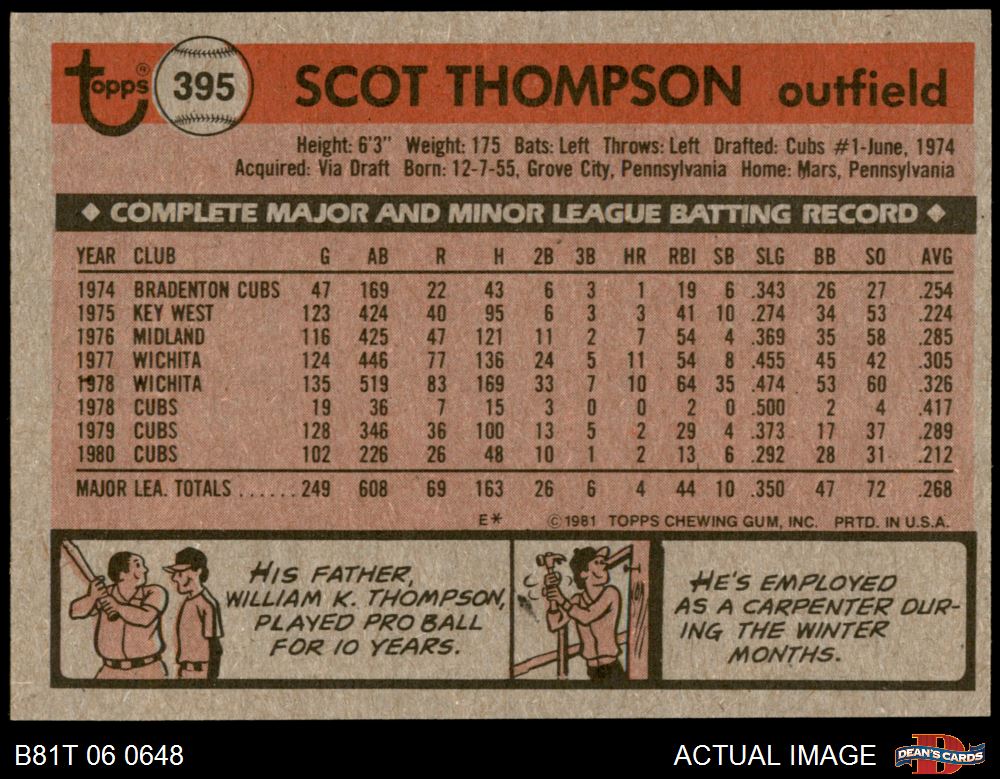 topps® 395 SCOT THOMPSON outfield
Height: 6'3" Weight: 175 Bats: Left Throws: Left Drafted: Cubs #1-June, 1974
Acquired: Via Draft Born: 12-7-55, Grove City, Pennsylvania Home: Mars, Pennsylvania
◆ COMPLETE MAJOR AND MINOR LEAGUE BATTING RECORD ◆
YEAR CLUB G AB R H 2B 3B HR RBI SB SLG BB SO AVG
1974 BRADENTON CUBS 47 169 22 43 6 3 1 19 6 .343 26 27 .254
1975 KEY WEST 123 424 40 95 6 3 3 41 10 .274 34 53 .224
1976 MIDLAND 116 425 47 121 11 2 7 54 4 .369 35 58 .285
1977 WICHITA 124 446 77 136 24 5 11 54 8 .455 45 42 .305
1978 WICHITA 135 519 83 169 33 7 10 64 35 .474 53 60 .326
1978 CUBS 19 36 7 15 3 0 0 2 0 .500 2 4 .417
1979 CUBS 128 346 36 100 13 5 2 29 4 .373 17 37 .289
1980 CUBS 102 226 26 48 10 1 2 13 6 .292 28 31 .212
MAJOR LEA. TOTALS ...... 249 608 69 163 26 6 4 44 10 .350 47 72 .268
E* © 1981 TOPPS CHEWING GUM, INC. PRTD. IN U.S.A.
HIS FATHER,
WILLIAM K. THOMPSON,
PLAYED PRO BALL
FOR 10 YEARS.
HE'S EMPLOYED
AS A CARPENTER DUR-
ING THE WINTER
MONTHS.
B81T 06 0648 ACTUAL IMAGE DEAN'S CARDS